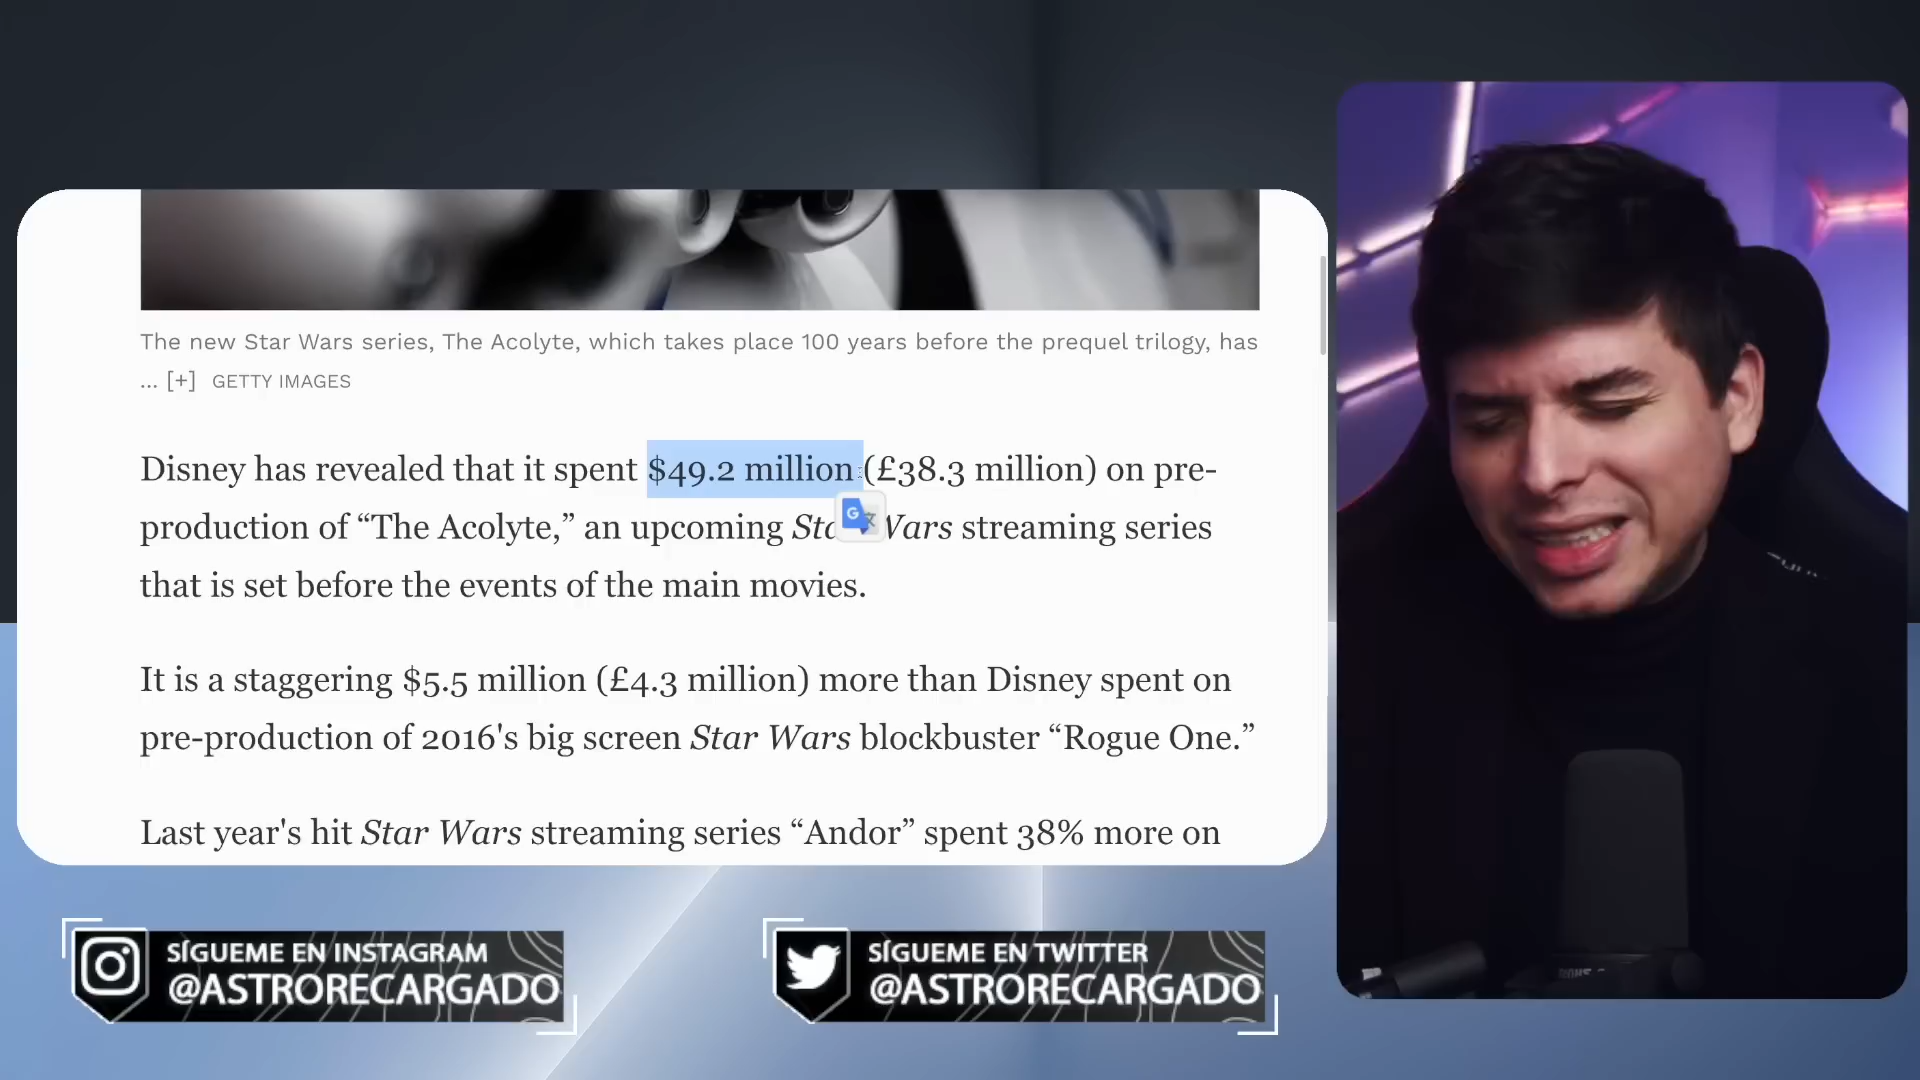 The new Star Wars series, The Acolyte, which takes place 100 years before the prequel trilogy, has
... [+] GETTY IMAGES
Disney has revealed that it spent $49.2 million (£38.3 million) on pre-
production of “The Acolyte,” an upcoming Star Wars streaming series
that is set before the events of the main movies.
It is a staggering $5.5 million (£4.3 million) more than Disney spent on
pre-production of 2016's big screen Star Wars blockbuster “Rogue One.”
Last year's hit Star Wars streaming series “Andor” spent 38% more on
SÍGUEME EN INSTAGRAM
@ASTRORECARGADO
SÍGUEME EN TWITTER
@ASTRORECARGADO